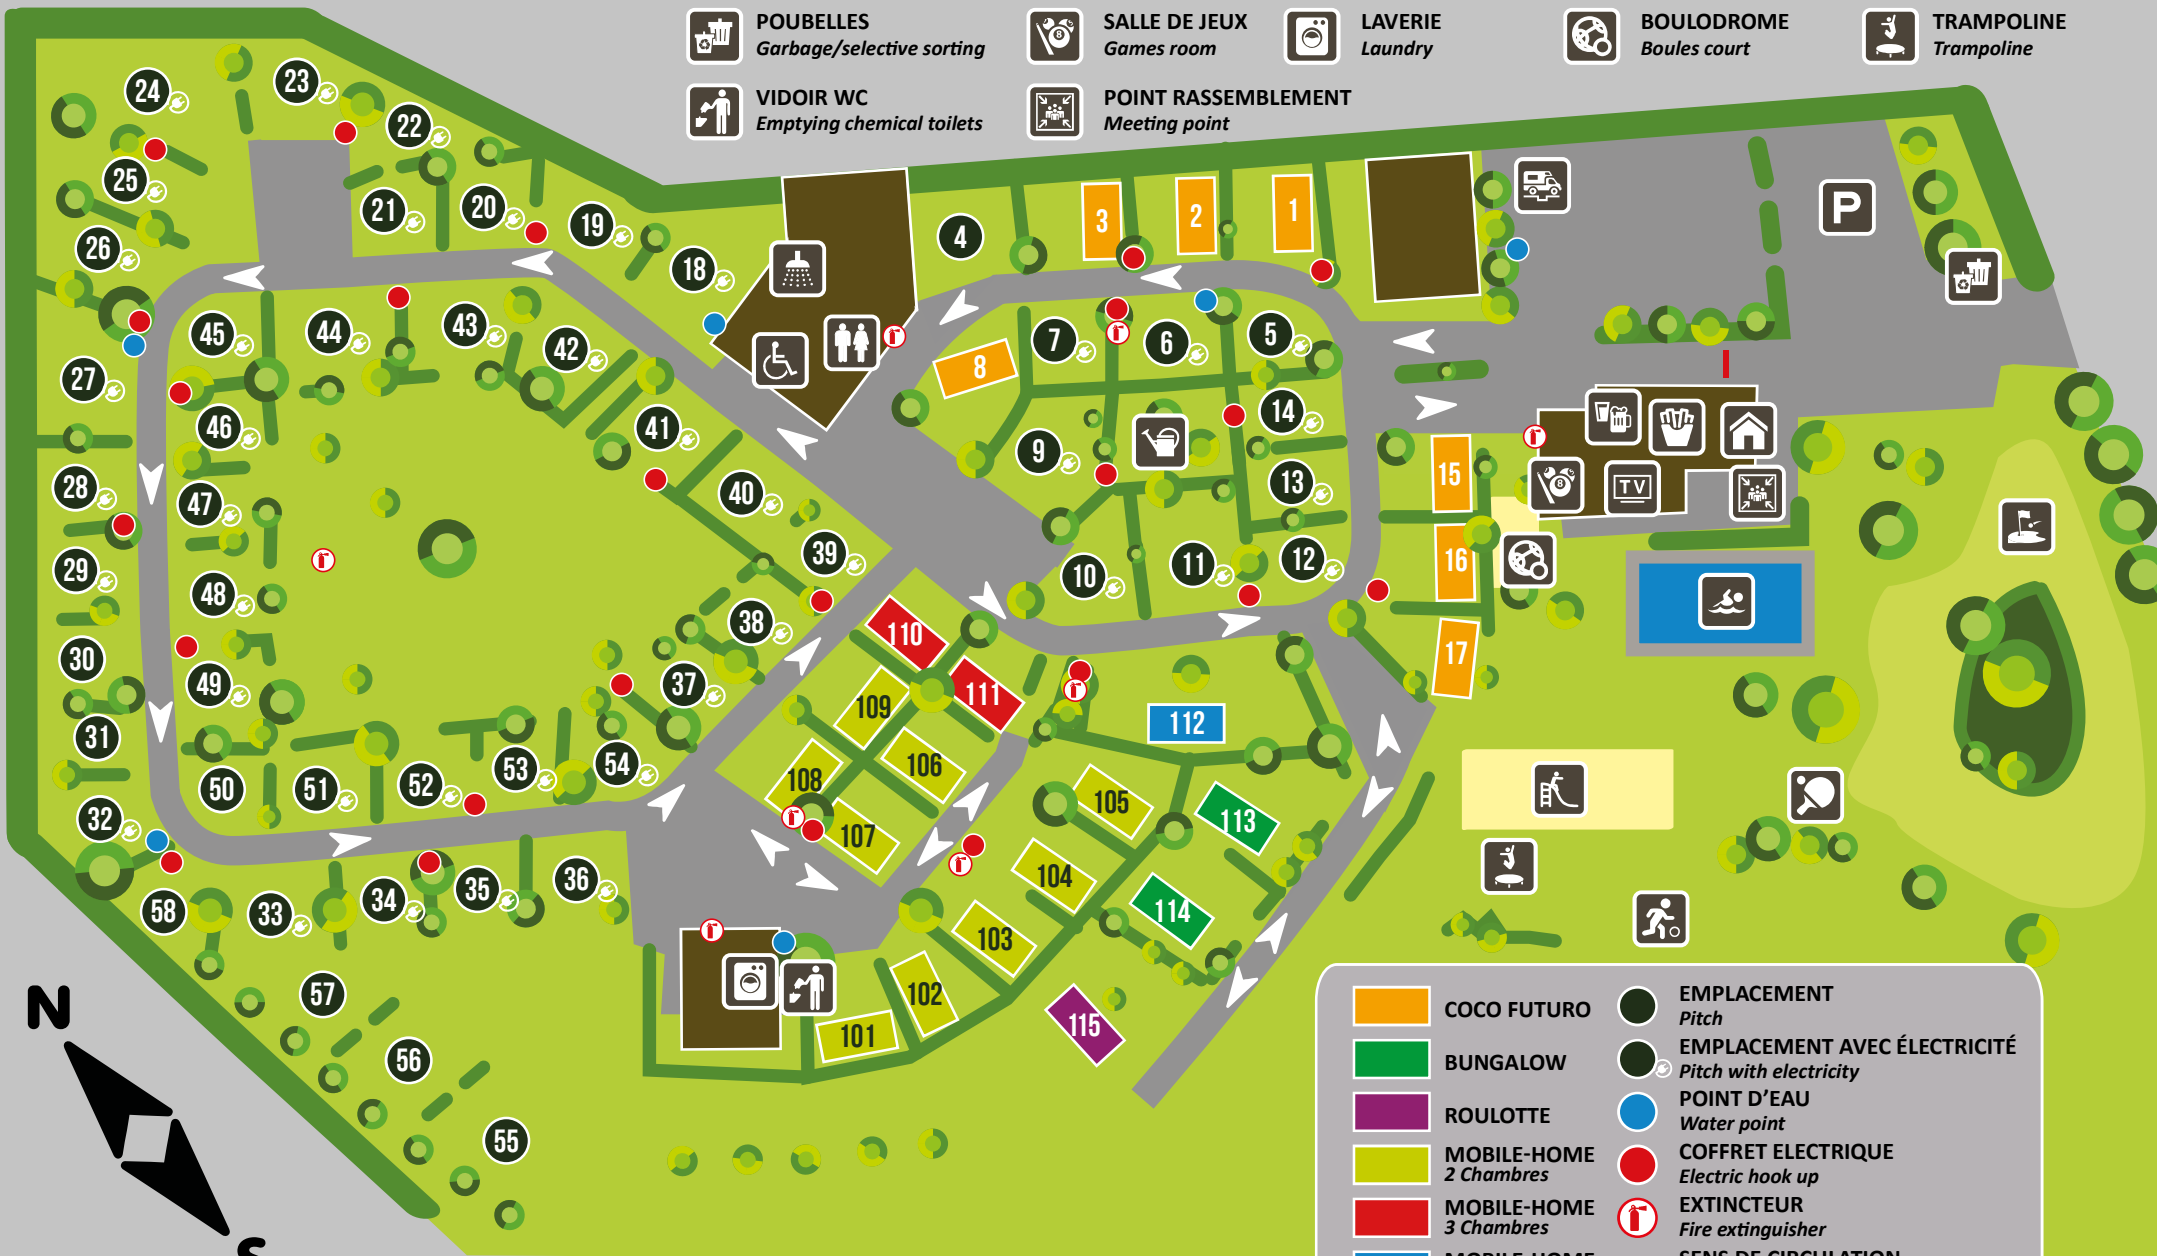 POUBELLES
Garbage/selective sorting
SALLE DE JEUX
Games room
LAVERIE
Laundry
BOULODROME
Boules court
TRAMPOLINE
Trampoline
VIDOIR WC
Emptying chemical toilets
POINT RASSEMBLEMENT
Meeting point
24
23
22
25
21
20
19
26
18
4
3
2
1
P
45
44
43
42
27
46
41
8
7
6
5
14
9
13
28
47
40
15
29
48
39
10
11
12
16
TV
8
30
49
38
37
110
111
17
31
50
51
52
53
54
109
108
106
107
112
32
105
113
58
33
34
35
36
104
114
57
103
102
101
115
56
55
N
S
COCO FUTURO
BUNGALOW
ROULOTTE
MOBILE-HOME
2 Chambres
MOBILE-HOME
3 Chambres
MOBILE-HOME
EMPLACEMENT
Pitch
EMPLACEMENT AVEC ÉLECTRICITÉ
Pitch with electricity
POINT D'EAU
Water point
COFFRET ELECTRIQUE
Electric hook up
EXTINCTEUR
Fire extinguisher
SENS DE CIRCULATION